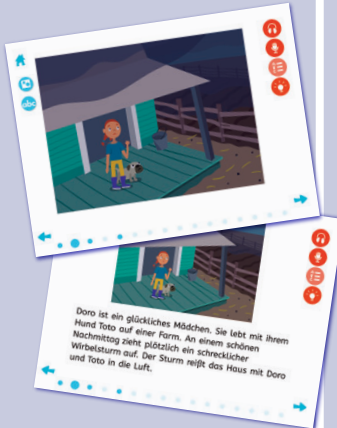 abc
Doro ist ein glückliches Mädchen. Sie lebt mit ihrem
Hund Toto auf einer Farm. An einem schönen
Nachmittag zieht plötzlich ein schrecklicher
Wirbelsturm auf. Der Sturm reißt das Haus mit Doro
und Toto in die Luft.